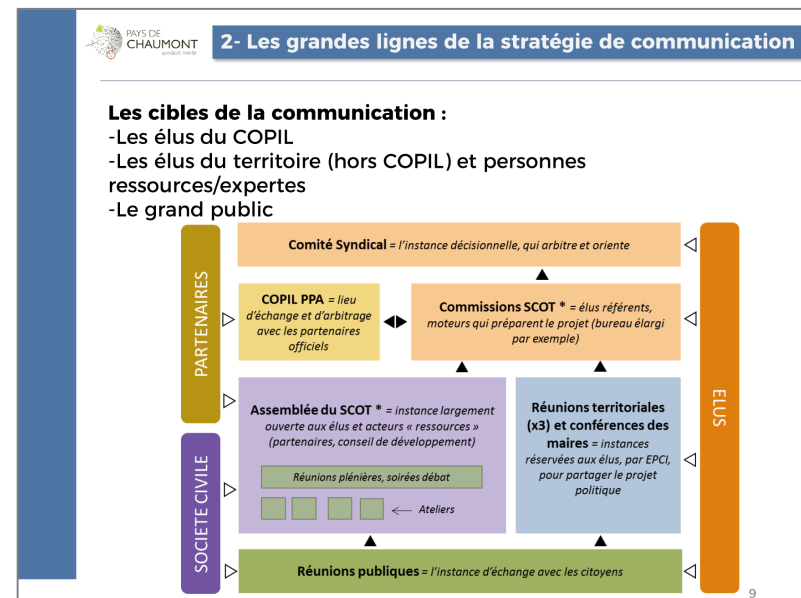 PAYS DE
CHAUMONT
2- Les grandes lignes de la stratégie de communication
Les cibles de la communication :
-Les élus du COPIL
-Les élus du territoire (hors COPIL) et personnes
ressources/expertes
-Le grand public
PARTENAIRES
SOCIETE CIVILE
Comité Syndical = l'instance décisionnelle, qui arbitre et oriente
COPIL PPA = lieu
d'échange et d'arbitrage
avec les partenaires
officiels
Commissions SCOT * = élus référents,
moteurs qui préparent le projet (bureau élargi
par exemple)
Assemblée du SCOT * = instance largement
ouverte aux élus et acteurs « ressources »
(partenaires, conseil de développement)
Réunions plénières, soirées débat
Ateliers
Réunions territoriales
(x3) et conférences des
maires = instances
réservées aux élus, par EPCI,
pour partager le projet
politique
Réunions publiques = l'instance d'échange avec les citoyens
ELUS
9